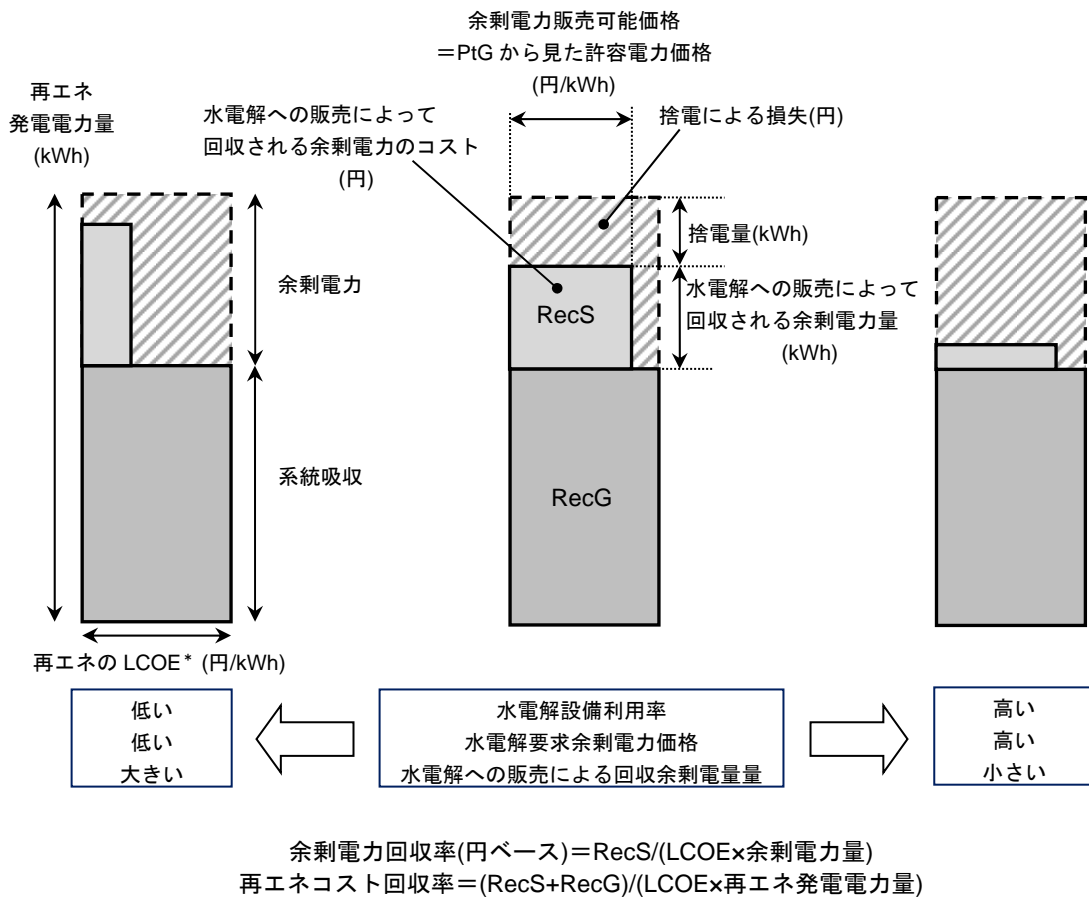 余剰電力販売可能価格
＝PtG から見た許容電力価格
(円/kWh)
再エネ
発電電力量
(kWh)
水電解への販売によって
回収される余剰電力のコスト
(円)
捨電による損失(円)
余剰電力
捨電量(kWh)
水電解への販売によって
回収される余剰電力量
(kWh)
RecS
系統吸収
RecG
再エネの LCOE* (円/kWh)
低い
低い
大きい
水電解設備利用率
水電解要求余剰電力価格
水電解への販売による回収余剰電量量
高い
高い
小さい
余剰電力回収率(円ベース)＝RecS/(LCOE×余剰電力量)
再エネコスト回収率＝(RecS+RecG)/(LCOE×再エネ発電電力量)